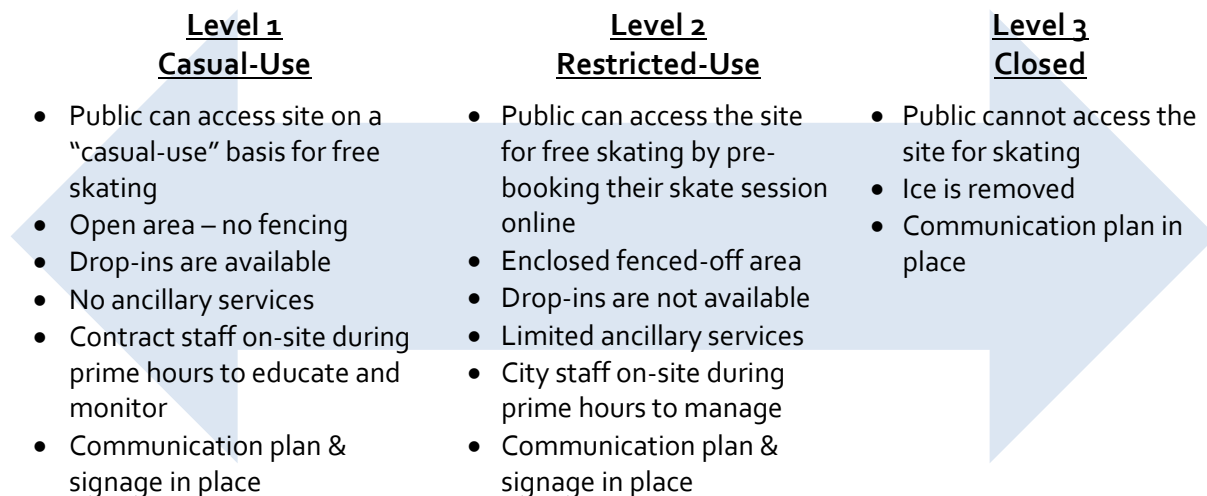 Level 1
Casual-Use
• Public can access site on a
“casual-use” basis for free
skating
• Open area – no fencing
• Drop-ins are available
• No ancillary services
• Contract staff on-site during
prime hours to educate and
monitor
• Communication plan &
signage in place
Level 2
Restricted-Use
• Public can access the site
for free skating by pre-
booking their skate session
online
• Enclosed fenced-off area
• Drop-ins are not available
• Limited ancillary services
• City staff on-site during
prime hours to manage
• Communication plan &
signage in place
Level 3
Closed
• Public cannot access the
site for skating
• Ice is removed
• Communication plan in
place